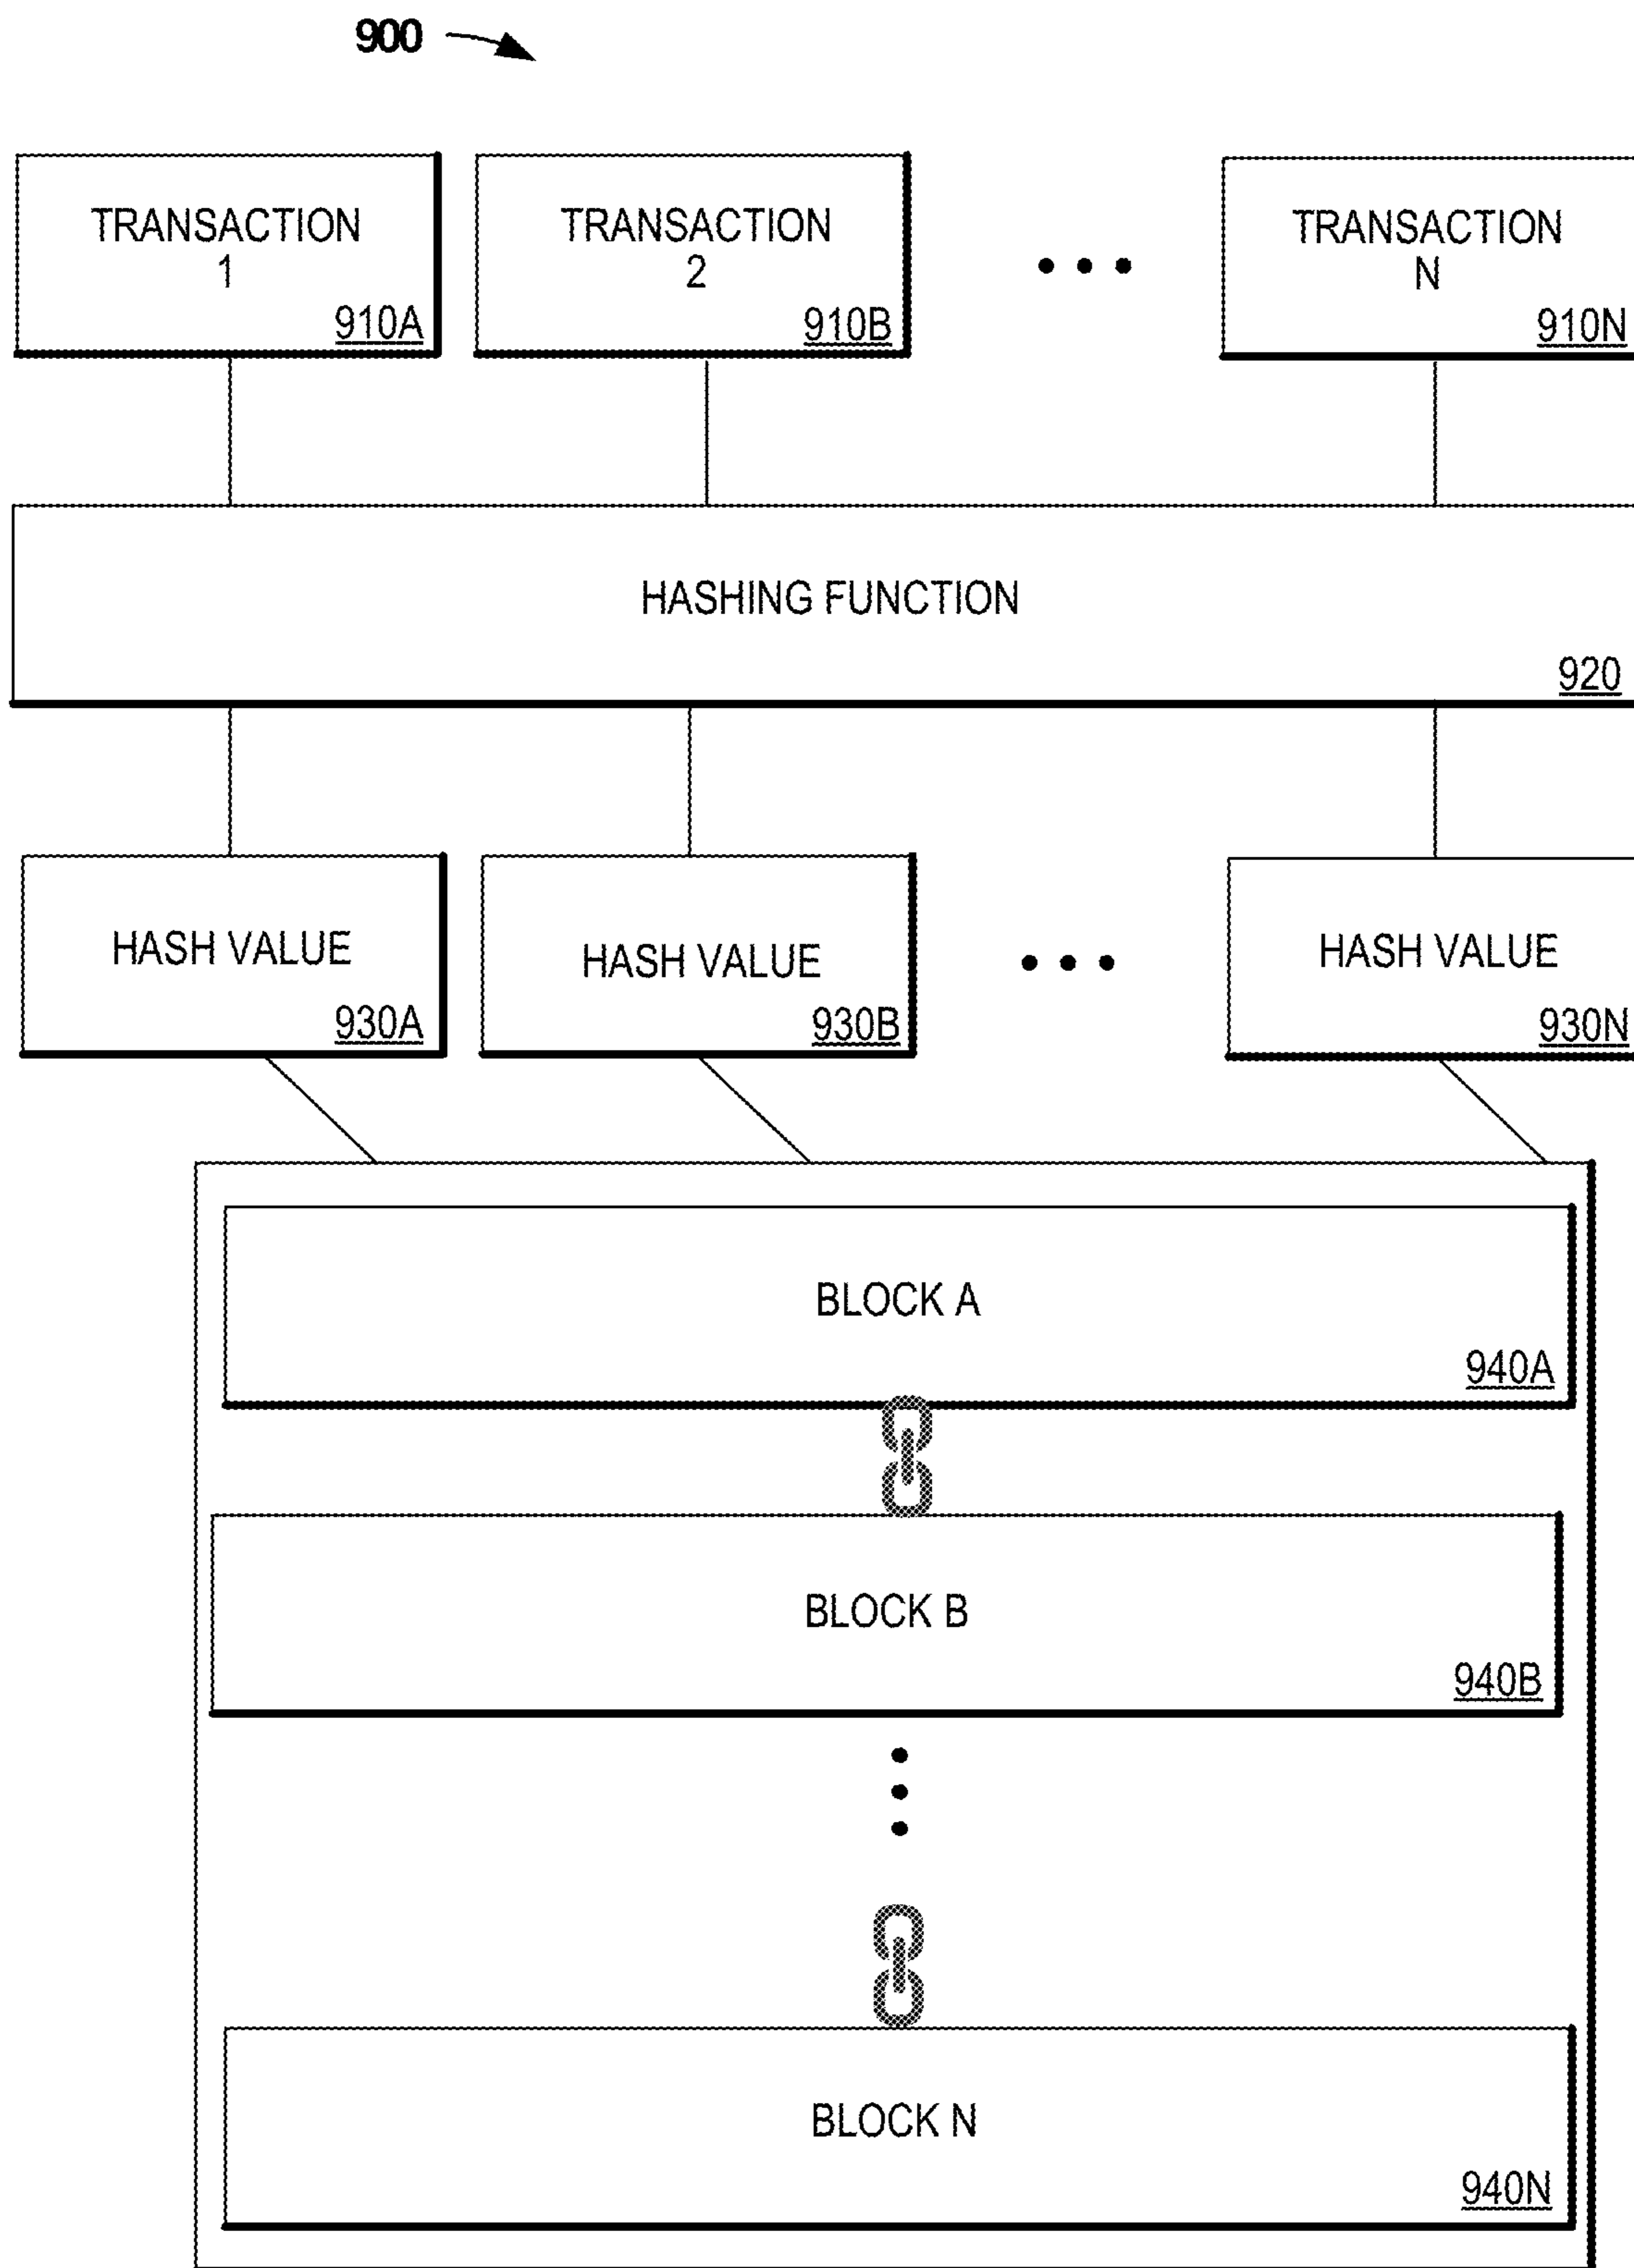 900
TRANSACTION
1
910A
TRANSACTION
2
910B
TRANSACTION
N
910N
HASHING FUNCTION
920
HASH VALUE
930A
HASH VALUE
930B
HASH VALUE
930N
BLOCK A
940A
BLOCK B
940B
BLOCK N
940N